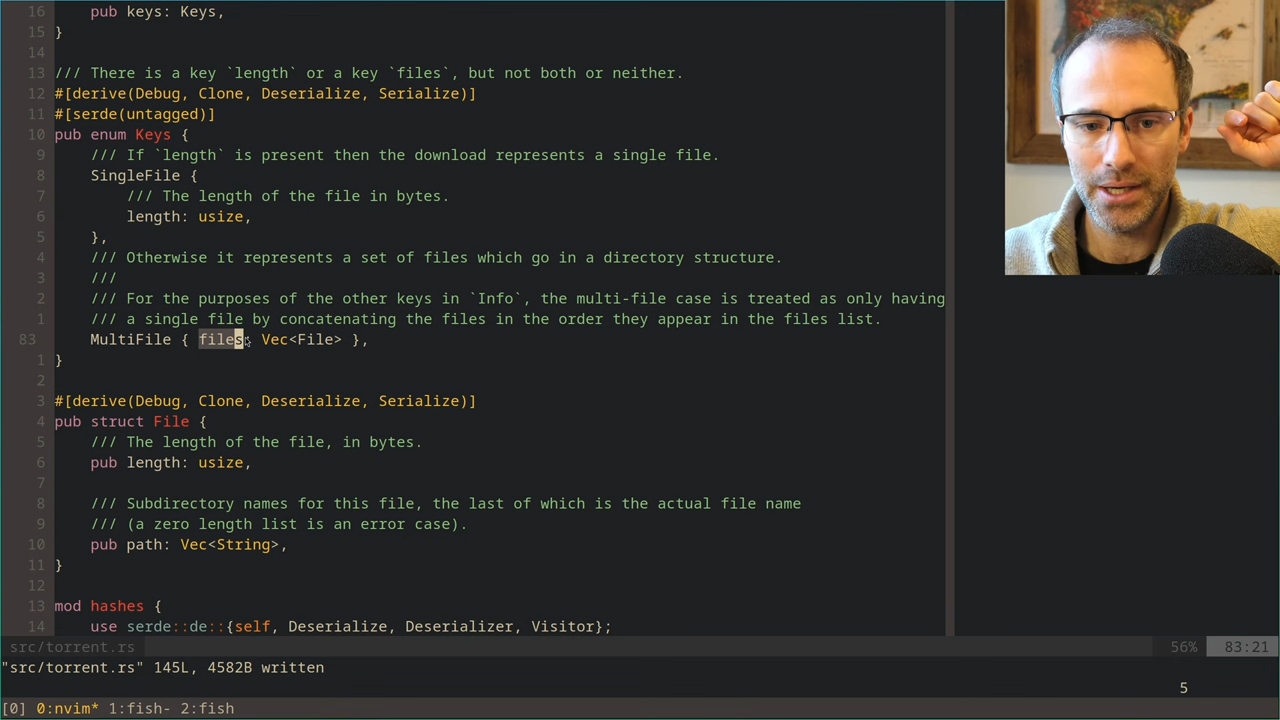 16     pub keys: Keys,
15 }
14
13 /// There is a key `length` or a key `files`, but not both or neither.
12 #[derive(Debug, Clone, Deserialize, Serialize)]
11 #[serde(untagged)]
10 pub enum Keys {
9     /// If `length` is present then the download represents a single file.
8     SingleFile {
7         /// The length of the file in bytes.
6         length: usize,
5     },
4     /// Otherwise it represents a set of files which go in a directory structure.
3     ///
2     /// For the purposes of the other keys in `Info`, the multi-file case is treated as only having
1     /// a single file by concatenating the files in the order they appear in the files list.
83     MultiFile { files: Vec<File> },
1 }
2
3 #[derive(Debug, Clone, Deserialize, Serialize)]
4 pub struct File {
5     /// The length of the file, in bytes.
6     pub length: usize,
7
8     /// Subdirectory names for this file, the last of which is the actual file name
9     /// (a zero length list is an error case).
10     pub path: Vec<String>,
11 }
12
13 mod hashes {
14     use serde::de::{self, Deserialize, Deserializer, Visitor};
src/torrent.rs 56% 83:21
"src/torrent.rs" 145L, 4582B written
5
[0] 0:nvim* 1:fish- 2:fish